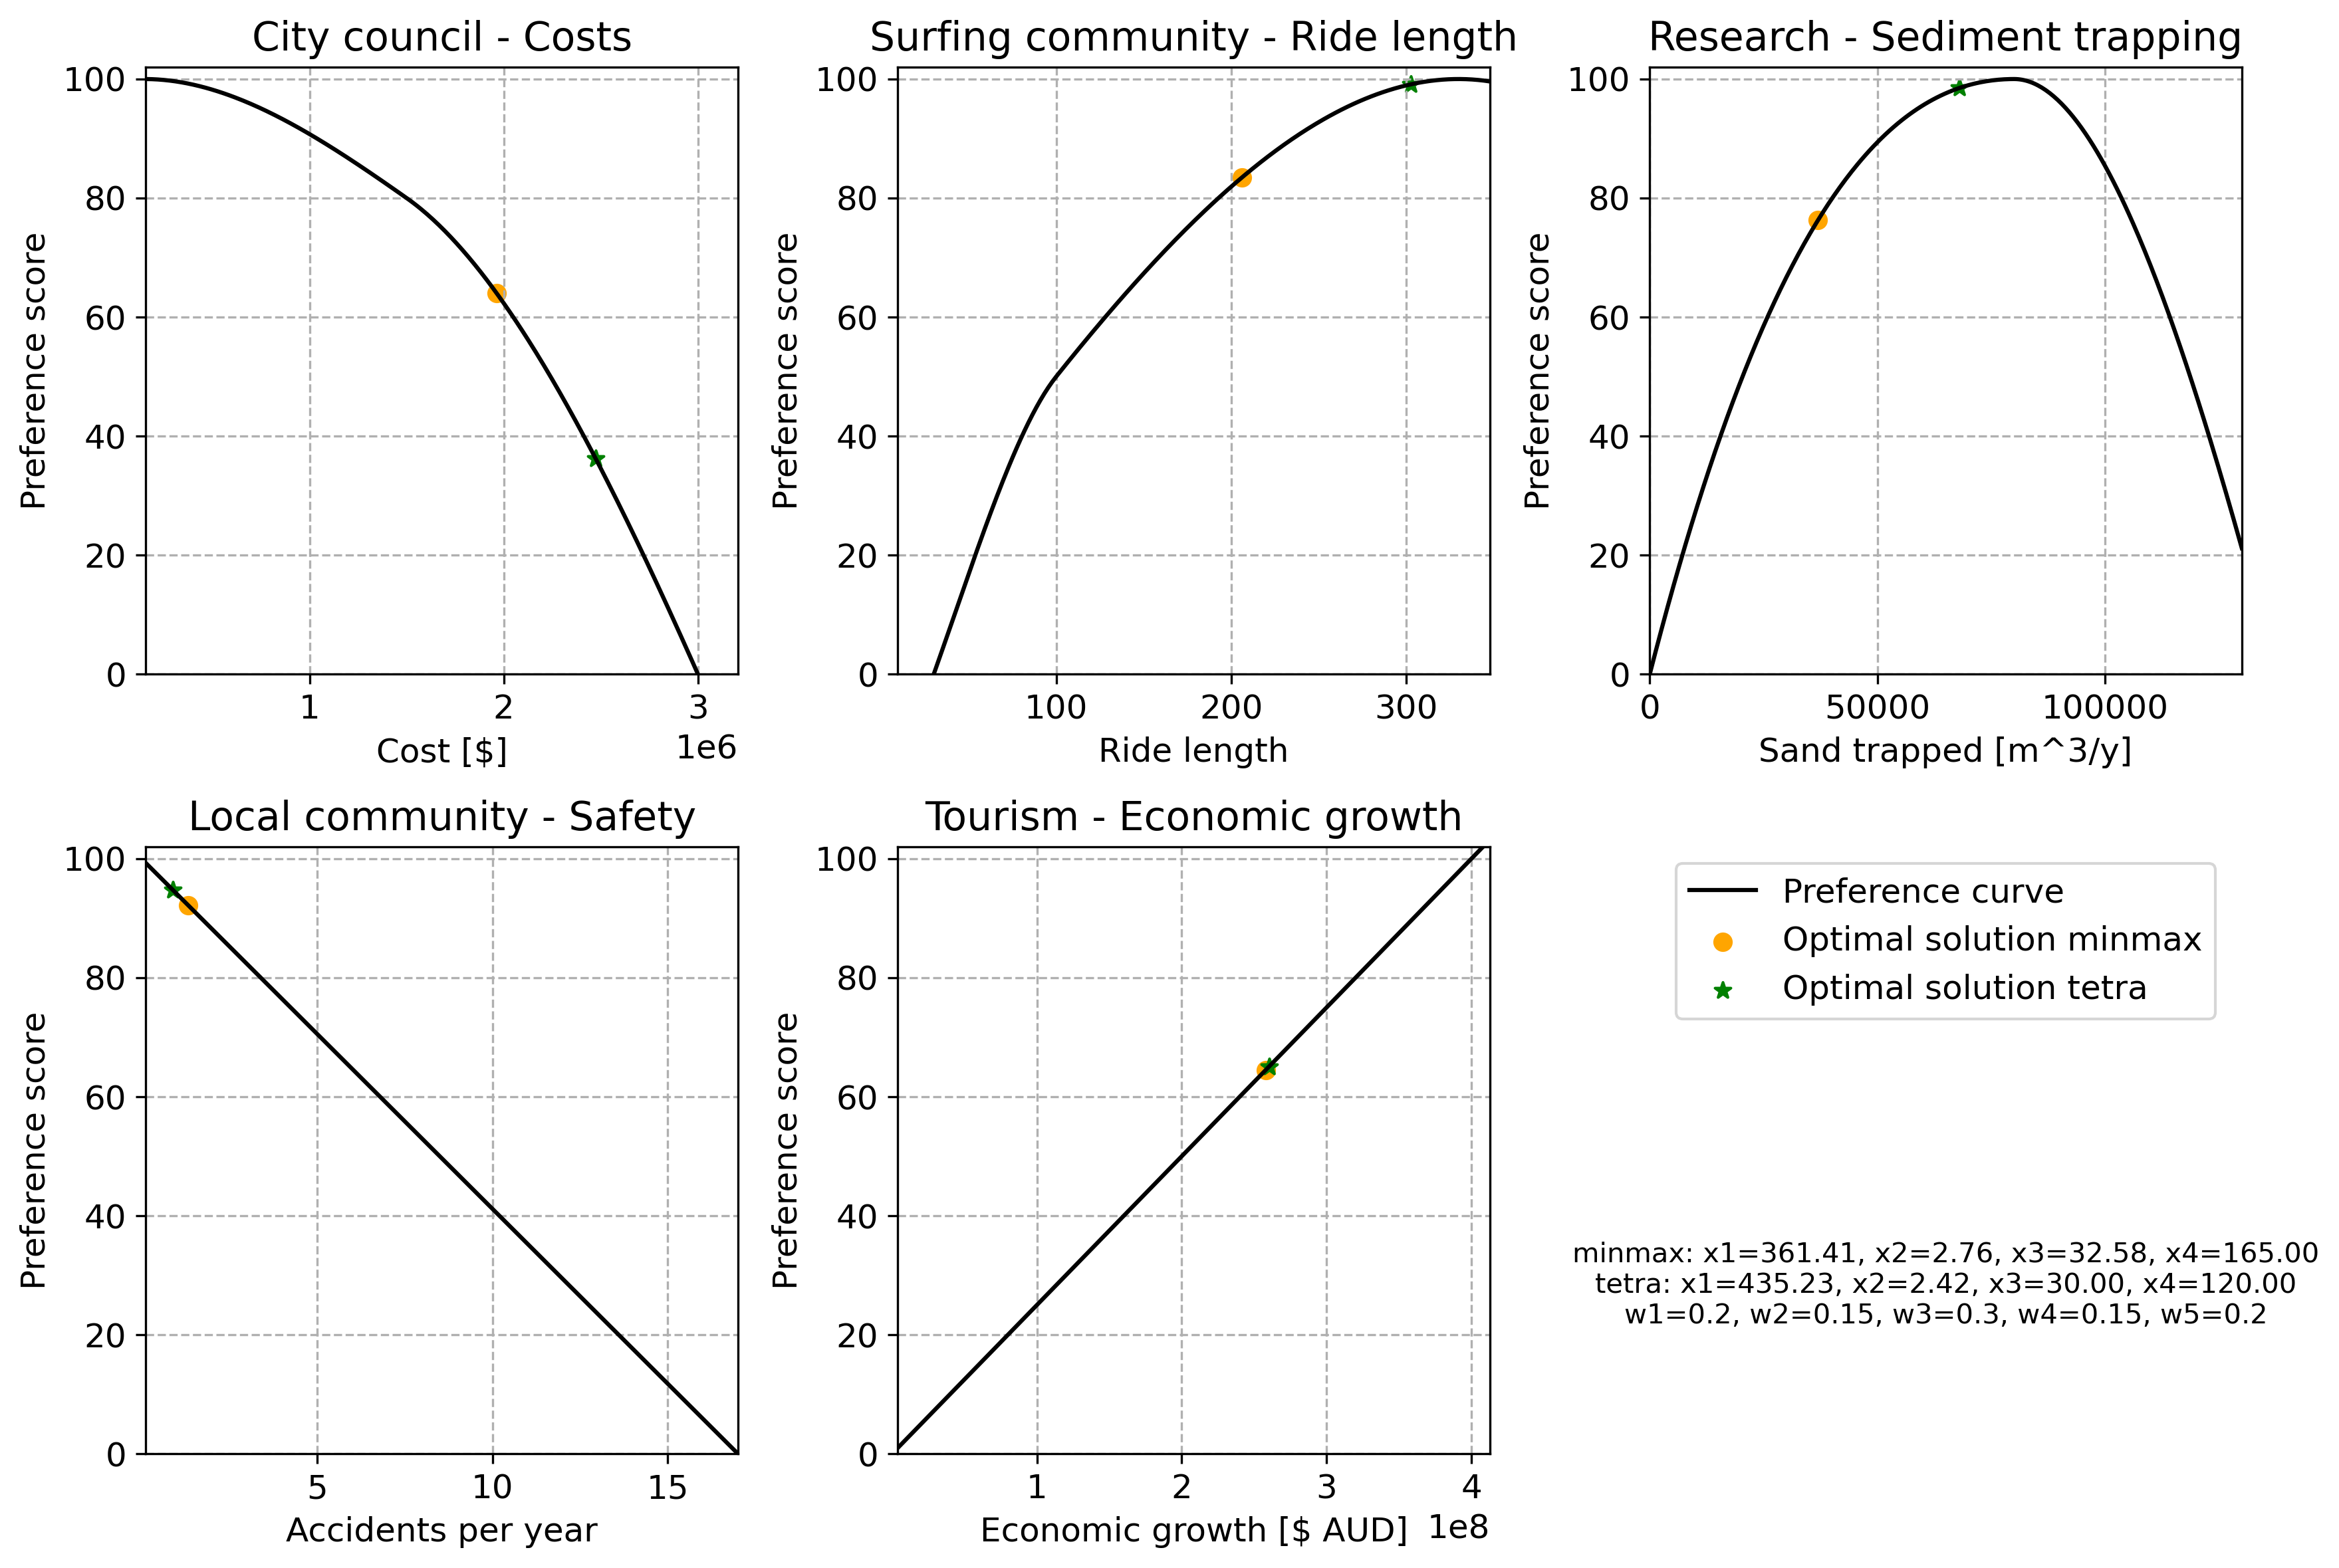 City council - Costs
100
80
60
40
20
0
Preference score
1
2
3
1e6
Cost [$]
Surfing community - Ride length
100
80
60
40
20
0
Preference score
100
200
300
Ride length
Research - Sediment trapping
100
80
60
40
20
0
Preference score
0
50000
100000
Sand trapped [m^3/y]
Local community - Safety
100
80
60
40
20
0
Preference score
5
10
15
Accidents per year
Tourism - Economic growth
100
80
60
40
20
0
Preference score
1
2
3
4
1e8
Economic growth [$ AUD]
Preference curve
Optimal solution minmax
Optimal solution tetra
minmax: x1=361.41, x2=2.76, x3=32.58, x4=165.00
tetra: x1=435.23, x2=2.42, x3=30.00, x4=120.00
w1=0.2, w2=0.15, w3=0.3, w4=0.15, w5=0.2